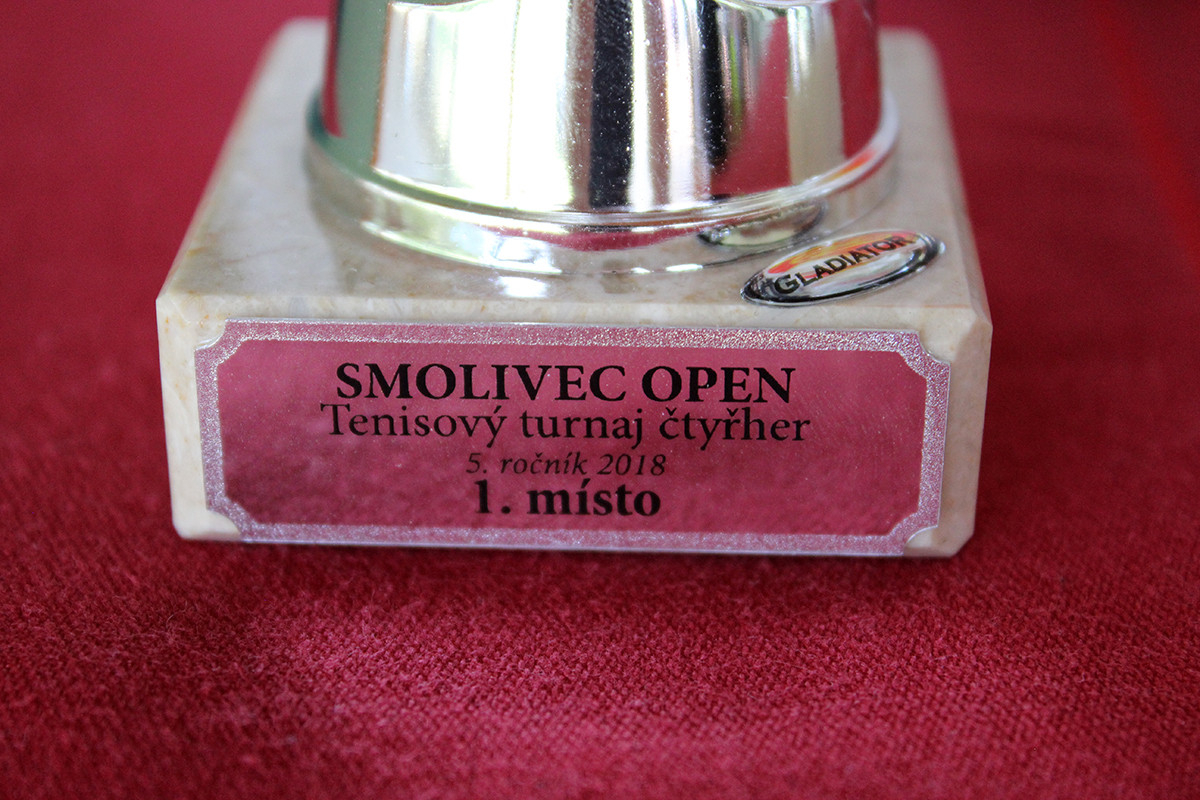 GLADIATOR
SMOLIVEC OPEN
Tenisový turnaj čtyřher
5. ročník 2018
1. místo